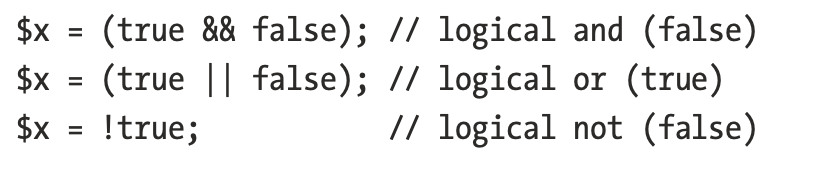 $x = (true && false); // logical and (false)
$x = (true || false); // logical or (true)
$x = !true;           // logical not (false)